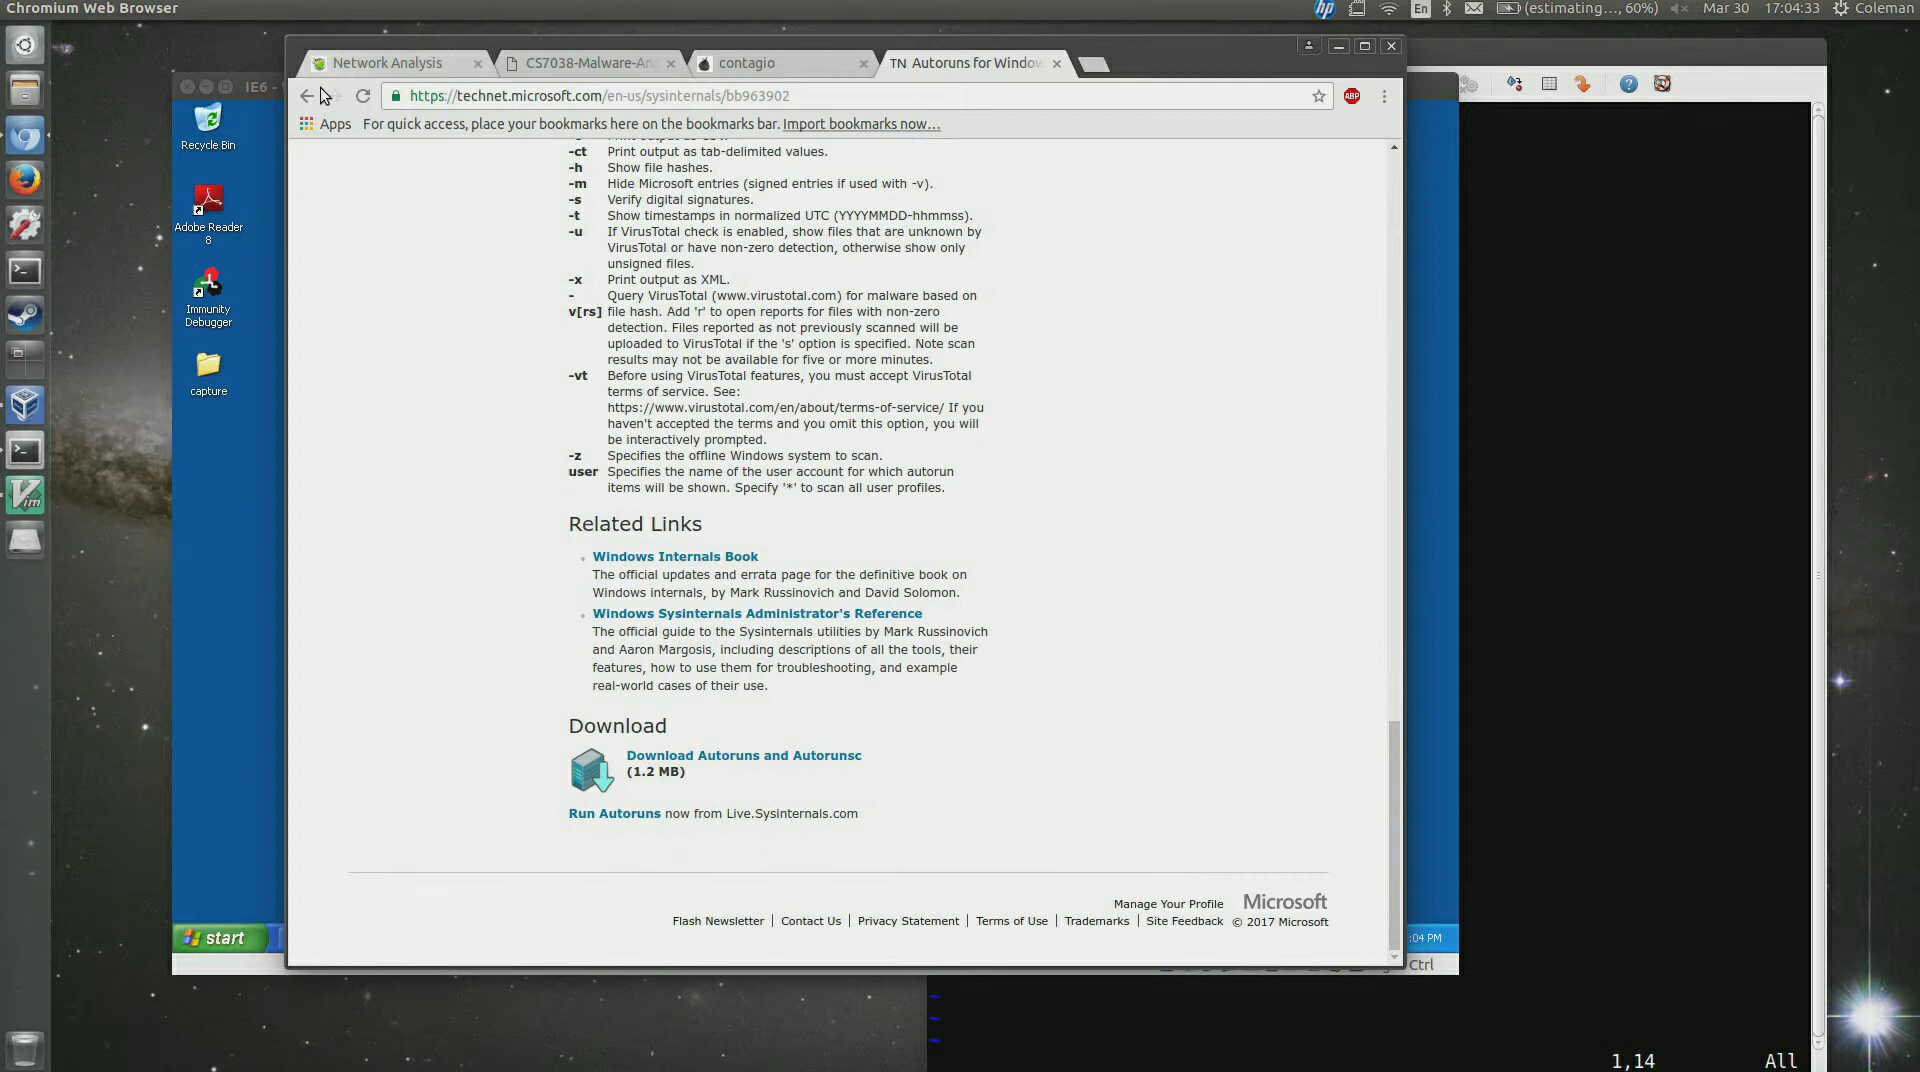 Chromium Web Browser
En
(estimating..., 60%)
Mar 30
17:04:33
Coleman
IE6 -
Network Analysis
CS7038-Malware-An
contagio
TN Autoruns for Window
https://technet.microsoft.com/en-us/sysinternals/bb963902
ABP
Apps
For quick access, place your bookmarks here on the bookmarks bar. Import bookmarks now...
Recycle Bin
Adobe Reader
8
Immunity
Debugger
capture
-ct Print output as tab-delimited values.
-h Show file hashes.
-m Hide Microsoft entries (signed entries if used with -v).
-s Verify digital signatures.
-t Show timestamps in normalized UTC (YYYYMMDD-hhmmss).
-u If VirusTotal check is enabled, show files that are unknown by
VirusTotal or have non-zero detection, otherwise show only
unsigned files.
-x Print output as XML.
- Query VirusTotal (www.virustotal.com) for malware based on
v[rs] file hash. Add 'r' to open reports for files with non-zero
detection. Files reported as not previously scanned will be
uploaded to VirusTotal if the 's' option is specified. Note scan
results may not be available for five or more minutes.
-vt Before using VirusTotal features, you must accept VirusTotal
terms of service. See:
https://www.virustotal.com/en/about/terms-of-service/ If you
haven't accepted the terms and you omit this option, you will
be interactively prompted.
-z Specifies the offline Windows system to scan.
user Specifies the name of the user account for which autorun
items will be shown. Specify '*' to scan all user profiles.
Related Links
Windows Internals Book
The official updates and errata page for the definitive book on
Windows internals, by Mark Russinovich and David Solomon.
Windows Sysinternals Administrator's Reference
The official guide to the Sysinternals utilities by Mark Russinovich
and Aaron Margosis, including descriptions of all the tools, their
features, how to use them for troubleshooting, and example
real-world cases of their use.
Download
Download Autoruns and Autorunsc
(1.2 MB)
Run Autoruns now from Live.Sysinternals.com
Manage Your Profile
Microsoft
Flash Newsletter | Contact Us | Privacy Statement | Terms of Use | Trademarks | Site Feedback
© 2017 Microsoft
start
:04 PM
Ctrl
~
~
~
1,14
All